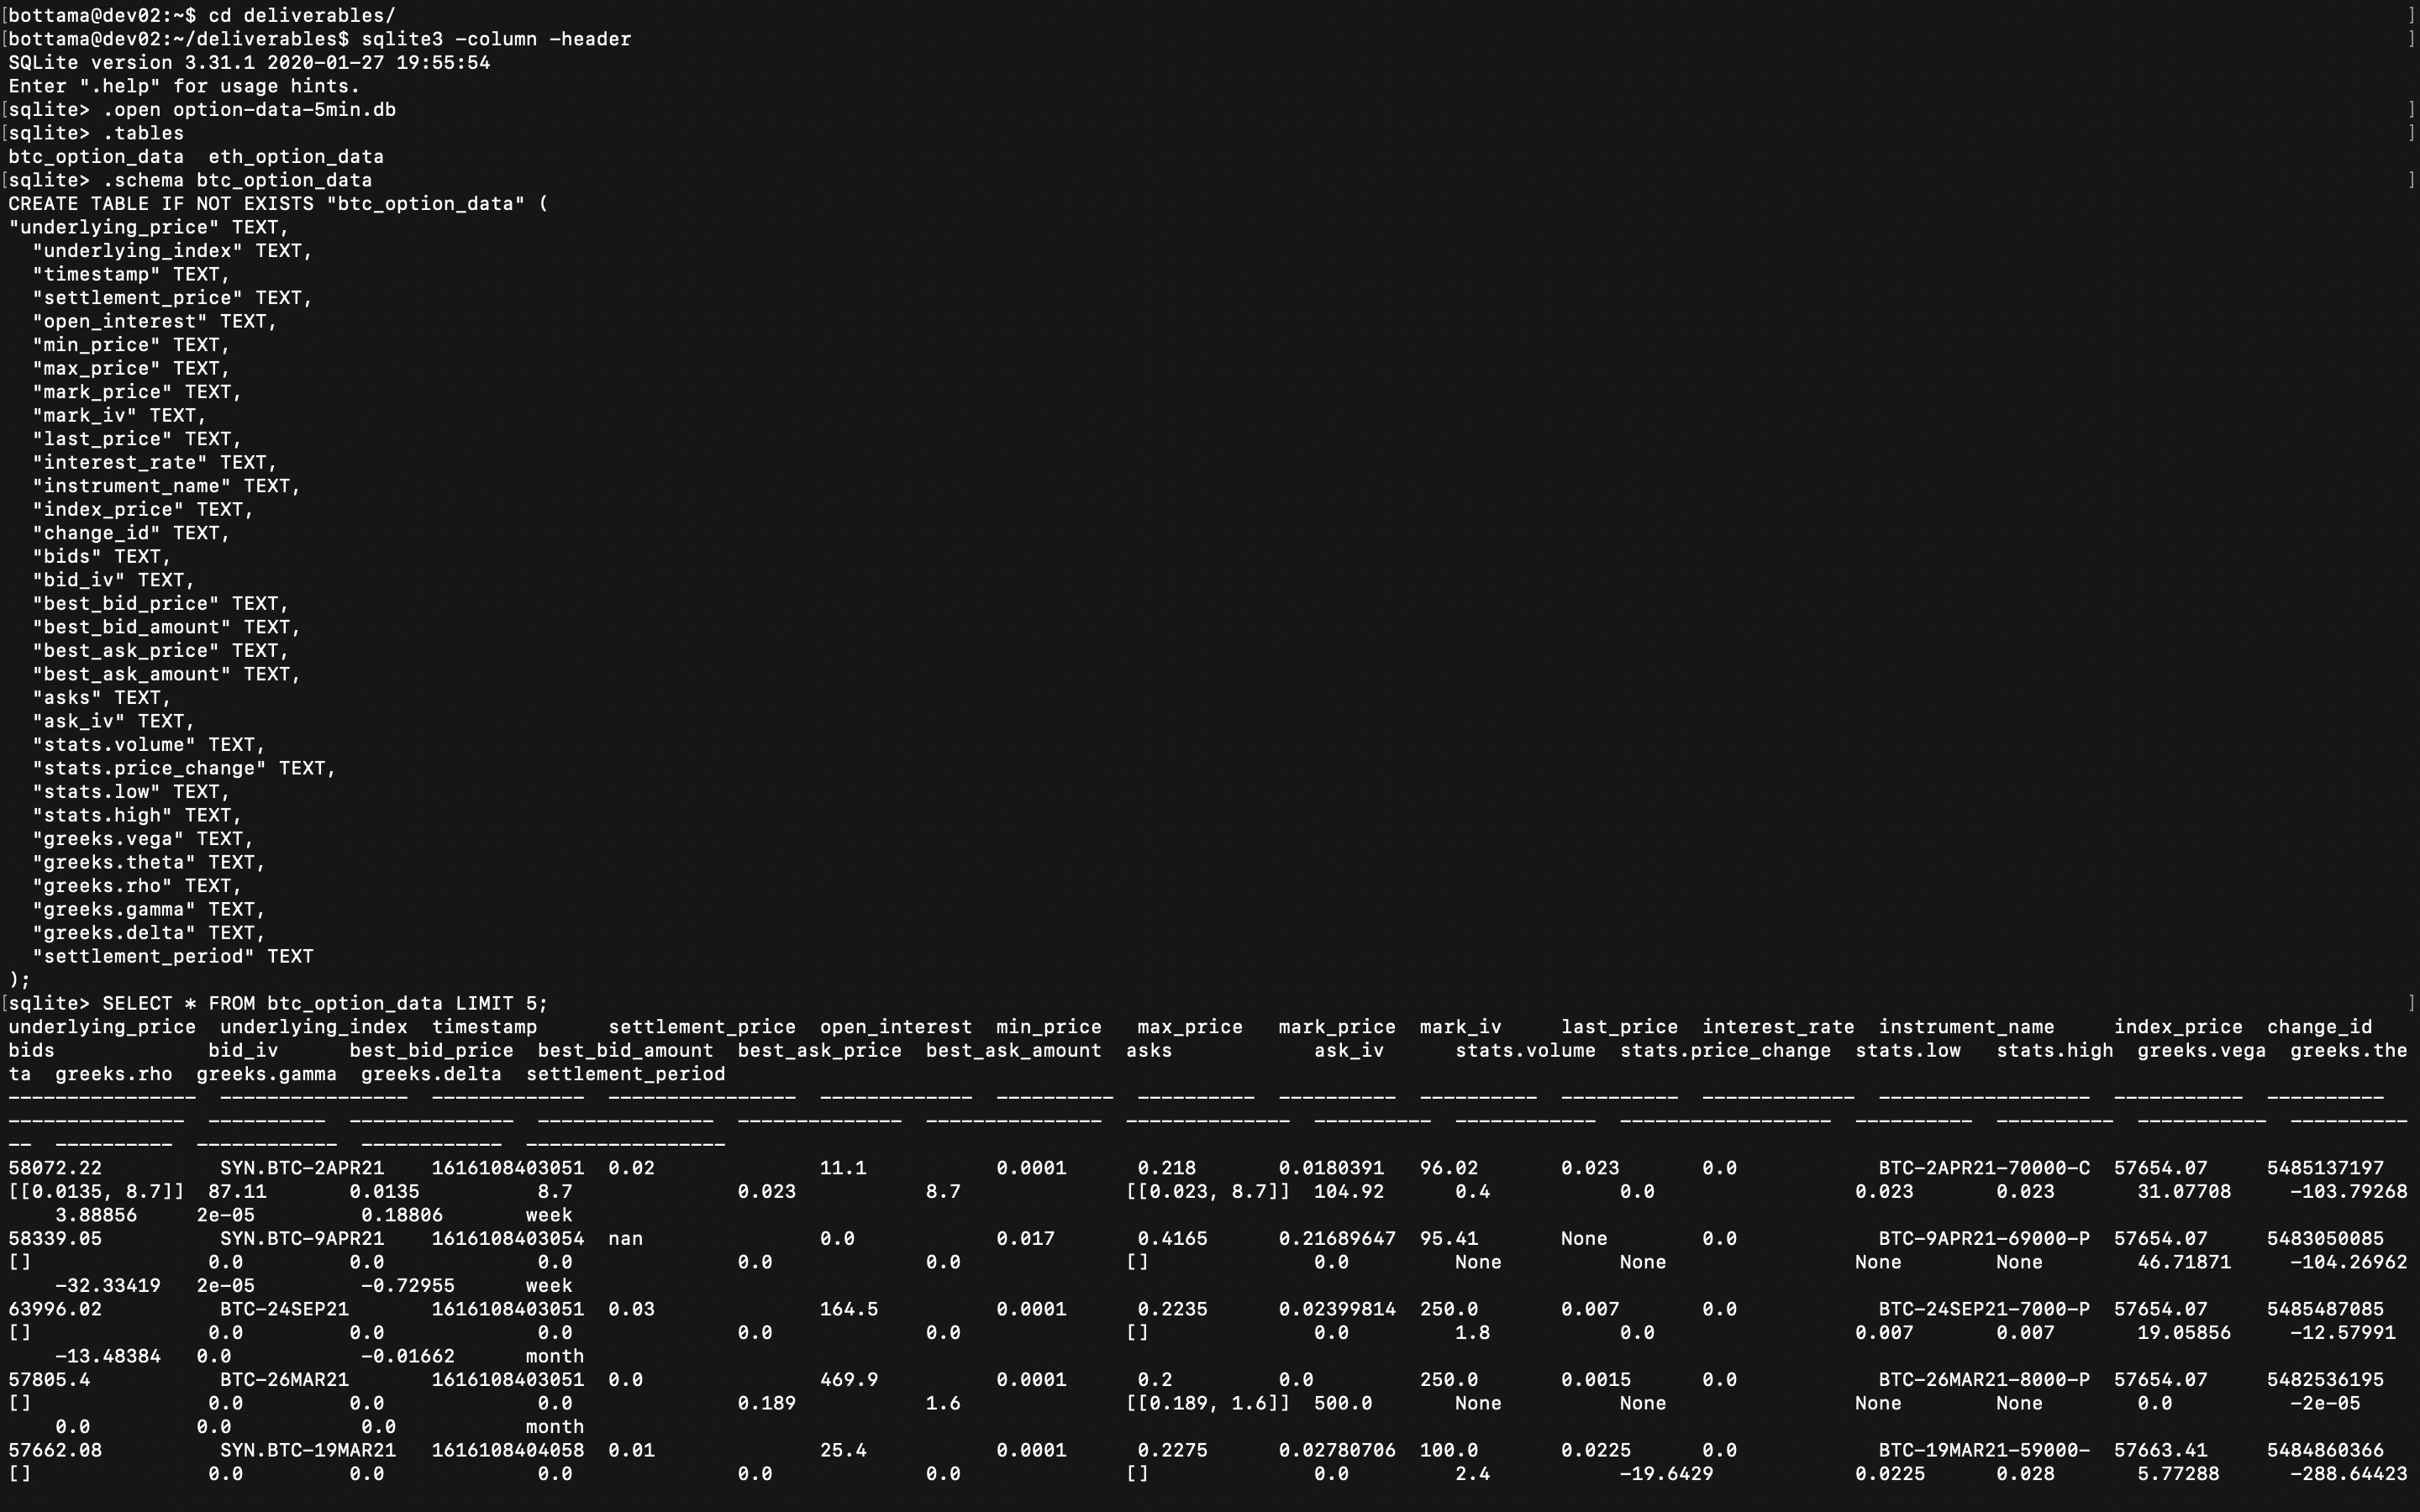 [bottama@dev02:~$ cd deliverables/ ]
[bottama@dev02:~/deliverables$ sqlite3 -column -header ]
SQLite version 3.31.1 2020-01-27 19:55:54
Enter ".help" for usage hints.
[sqlite> .open option-data-5min.db ]
[sqlite> .tables ]
btc_option_data  eth_option_data
[sqlite> .schema btc_option_data ]
CREATE TABLE IF NOT EXISTS "btc_option_data" (
"underlying_price" TEXT,
  "underlying_index" TEXT,
  "timestamp" TEXT,
  "settlement_price" TEXT,
  "open_interest" TEXT,
  "min_price" TEXT,
  "max_price" TEXT,
  "mark_price" TEXT,
  "mark_iv" TEXT,
  "last_price" TEXT,
  "interest_rate" TEXT,
  "instrument_name" TEXT,
  "index_price" TEXT,
  "change_id" TEXT,
  "bids" TEXT,
  "bid_iv" TEXT,
  "best_bid_price" TEXT,
  "best_bid_amount" TEXT,
  "best_ask_price" TEXT,
  "best_ask_amount" TEXT,
  "asks" TEXT,
  "ask_iv" TEXT,
  "stats.volume" TEXT,
  "stats.price_change" TEXT,
  "stats.low" TEXT,
  "stats.high" TEXT,
  "greeks.vega" TEXT,
  "greeks.theta" TEXT,
  "greeks.rho" TEXT,
  "greeks.gamma" TEXT,
  "greeks.delta" TEXT,
  "settlement_period" TEXT
);
[sqlite> SELECT * FROM btc_option_data LIMIT 5; ]
underlying_price  underlying_index  timestamp      settlement_price  open_interest  min_price   max_price   mark_price  mark_iv     last_price  interest_rate  instrument_name     index_price  change_id
bids             bid_iv      best_bid_price  best_bid_amount  best_ask_price  best_ask_amount  asks            ask_iv      stats.volume  stats.price_change  stats.low   stats.high  greeks.vega  greeks.the
ta  greeks.rho  greeks.gamma  greeks.delta  settlement_period
----------------  ----------------  -------------  ----------------  -------------  ----------  ----------  ----------  ----------  ----------  -------------  ------------------  -----------  ----------
---------------  ----------  --------------  ---------------  --------------  ---------------  --------------  ----------  ------------  ------------------  ----------  ----------  -----------  ----------
--  ----------  ------------  ------------  -----------------
58072.22          SYN.BTC-2APR21    1616108403051  0.02              11.1           0.0001      0.218       0.0180391   96.02       0.023       0.0            BTC-2APR21-70000-C  57654.07     5485137197
[[0.0135, 8.7]]  87.11       0.0135          8.7              0.023           8.7              [[0.023, 8.7]]  104.92      0.4           0.0                 0.023       0.023       31.07708     -103.79268
    3.88856     2e-05         0.18806       week
58339.05          SYN.BTC-9APR21    1616108403054  nan               0.0            0.017       0.4165      0.21689647  95.41       None        0.0            BTC-9APR21-69000-P  57654.07     5483050085
[]               0.0         0.0             0.0              0.0             0.0              []              0.0         None          None                None        None        46.71871     -104.26962
    -32.33419   2e-05         -0.72955      week
63996.02          BTC-24SEP21       1616108403051  0.03              164.5          0.0001      0.2235      0.02399814  250.0       0.007       0.0            BTC-24SEP21-7000-P  57654.07     5485487085
[]               0.0         0.0             0.0              0.0             0.0              []              0.0         1.8           0.0                 0.007       0.007       19.05856     -12.57991
    -13.48384   0.0           -0.01662      month
57805.4           BTC-26MAR21       1616108403051  0.0               469.9          0.0001      0.2         0.0         250.0       0.0015      0.0            BTC-26MAR21-8000-P  57654.07     5482536195
[]               0.0         0.0             0.0              0.189           1.6              [[0.189, 1.6]]  500.0       None          None                None        None        0.0          -2e-05
    0.0         0.0           0.0           month
57662.08          SYN.BTC-19MAR21   1616108404058  0.01              25.4           0.0001      0.2275      0.02780706  100.0       0.0225      0.0            BTC-19MAR21-59000-  57663.41     5484860366
[]               0.0         0.0             0.0              0.0             0.0              []              0.0         2.4           -19.6429            0.0225      0.028       5.77288      -288.64423